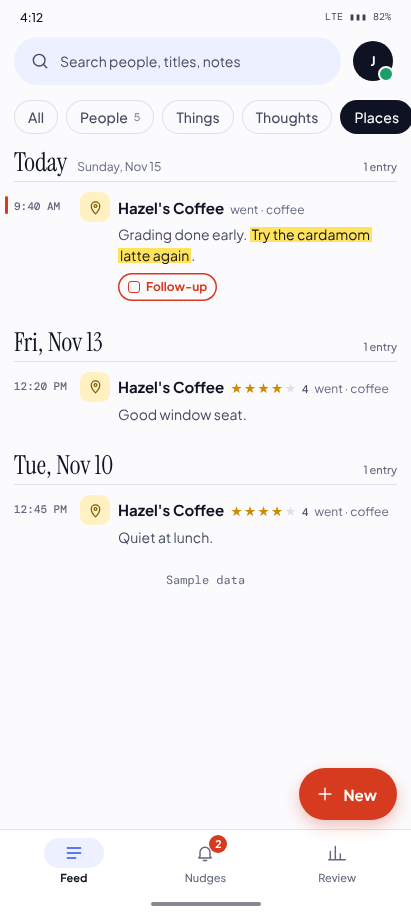 4:12
LTE 82%
Search people, titles, notes
J
All
People 5
Things
Thoughts
Places
Today Sunday, Nov 15
1 entry
9:40 AM
Hazel's Coffee went · coffee
Grading done early. Try the cardamom
latte again.
Follow-up
Fri, Nov 13
1 entry
12:20 PM
Hazel's Coffee ★★★★★ 4 went · coffee
Good window seat.
Tue, Nov 10
1 entry
12:45 PM
Hazel's Coffee ★★★★★ 4 went · coffee
Quiet at lunch.
Sample data
+ New
2
Feed
Nudges
Review